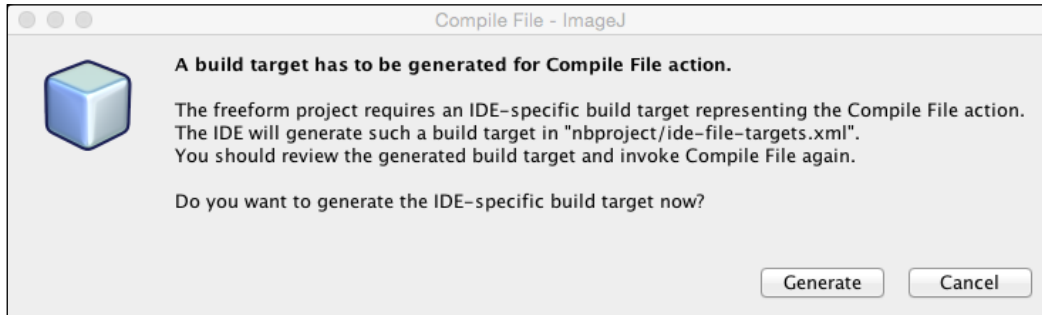 Compile File - ImageJ
A build target has to be generated for Compile File action.
The freeform project requires an IDE-specific build target representing the Compile File action.
The IDE will generate such a build target in "nbproject/ide-file-targets.xml".
You should review the generated build target and invoke Compile File again.
Do you want to generate the IDE-specific build target now?
Generate Cancel